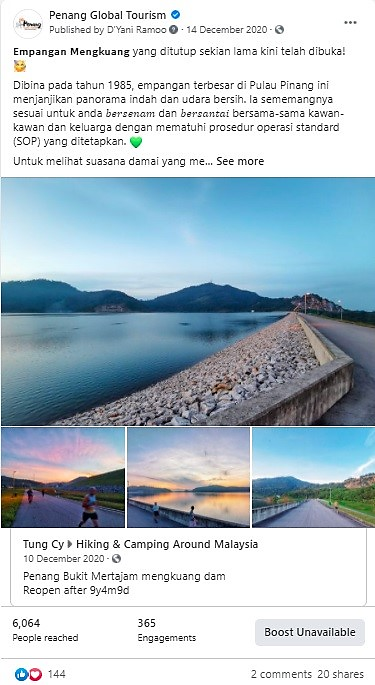 Penang Global Tourism
Published by D'Yani Ramoo · 14 December 2020 ·
Empangan Mengkuang yang ditutup sekian lama kini telah dibuka!
Dibina pada tahun 1985, empangan terbesar di Pulau Pinang ini
menjanjikan panorama indah dan udara bersih. Ia sememangnya
sesuai untuk anda bersenam dan bersantai bersama-sama kawan-
kawan dan keluarga dengan mematuhi prosedur operasi standard
(SOP) yang ditetapkan. 💚
Untuk melihat suasana damai yang me... See more
Tung Cy ▸ Hiking & Camping Around Malaysia
10 December 2020 ·
Penang Bukit Mertajam mengkuang dam
Reopen after 9y4m9d
6,064 365 Boost Unavailable
People reached Engagements
144 2 comments 20 shares